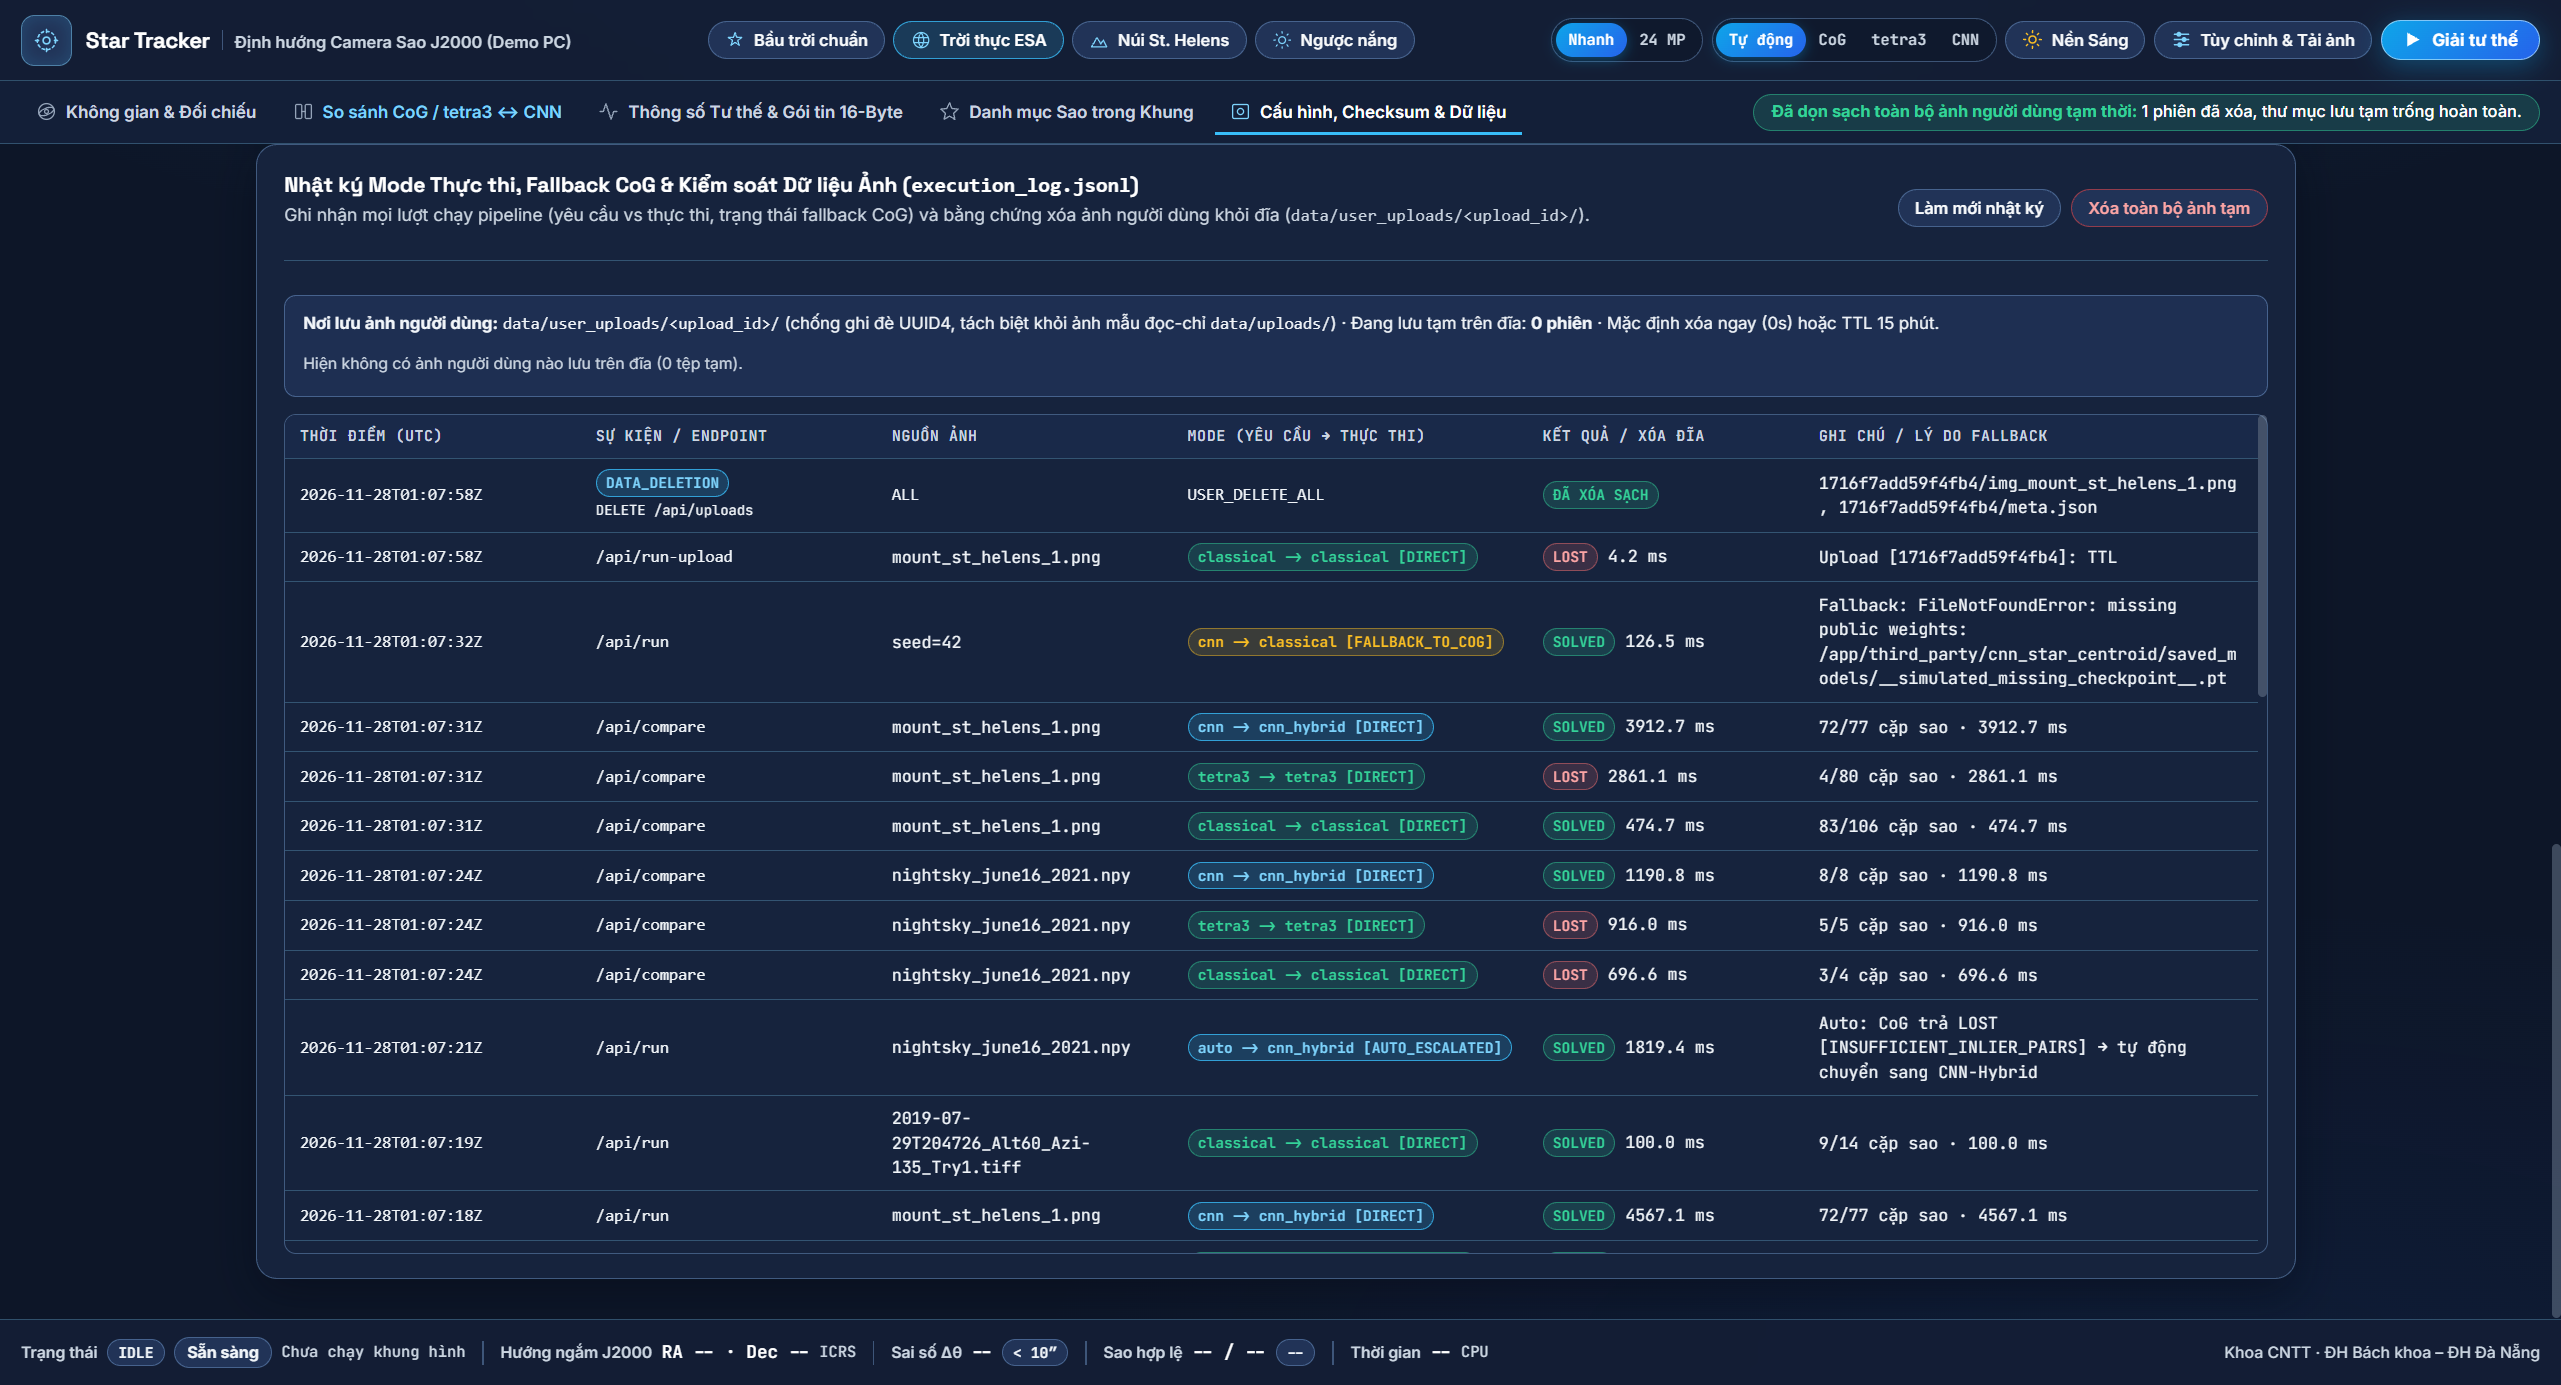 Star Tracker
Định hướng Camera Sao J2000 (Demo PC)
Bầu trời chuẩn
Trời thực ESA
Núi St. Helens
Ngược nắng
Nhanh
24 MP
Tự động
CoG
tetra3
CNN
Nền Sáng
Tùy chỉnh & Tải ảnh
Giải tư thế
Không gian & Đối chiếu
So sánh CoG / tetra3 ↔ CNN
Thông số Tư thế & Gói tin 16-Byte
Danh mục Sao trong Khung
Cấu hình, Checksum & Dữ liệu
Đã dọn sạch toàn bộ ảnh người dùng tạm thời: 1 phiên đã xóa, thư mục lưu tạm trống hoàn toàn.
Nhật ký Mode Thực thi, Fallback CoG & Kiểm soát Dữ liệu Ảnh (execution_log.jsonl)
Ghi nhận mọi lượt chạy pipeline (yêu cầu vs thực thi, trạng thái fallback CoG) và bằng chứng xóa ảnh người dùng khỏi đĩa (data/user_uploads/<upload_id>/).
Làm mới nhật ký
Xóa toàn bộ ảnh tạm
Nơi lưu ảnh người dùng: data/user_uploads/<upload_id>/ (chống ghi đè UUID4, tách biệt khỏi ảnh mẫu đọc-chỉ data/uploads/) · Đang lưu tạm trên đĩa: 0 phiên · Mặc định xóa ngay (0s) hoặc TTL 15 phút.
Hiện không có ảnh người dùng nào lưu trên đĩa (0 tệp tạm).
THỜI ĐIỂM (UTC) SỰ KIỆN / ENDPOINT NGUỒN ẢNH MODE (YÊU CẦU → THỰC THI) KẾT QUẢ / XÓA ĐĨA GHI CHÚ / LÝ DO FALLBACK
2026-11-28T01:07:58Z
DATA_DELETION
DELETE /api/uploads
ALL
USER_DELETE_ALL
ĐÃ XÓA SẠCH
1716f7add59f4fb4/img_mount_st_helens_1.png
, 1716f7add59f4fb4/meta.json
2026-11-28T01:07:58Z /api/run-upload mount_st_helens_1.png classical → classical [DIRECT] LOST 4.2 ms Upload [1716f7add59f4fb4]: TTL
2026-11-28T01:07:32Z /api/run seed=42 cnn → classical [FALLBACK_TO_COG] SOLVED 126.5 ms
Fallback: FileNotFoundError: missing
public weights:
/app/third_party/cnn_star_centroid/saved_m
odels/__simulated_missing_checkpoint__.pt
2026-11-28T01:07:31Z /api/compare mount_st_helens_1.png cnn → cnn_hybrid [DIRECT] SOLVED 3912.7 ms 72/77 cặp sao · 3912.7 ms
2026-11-28T01:07:31Z /api/compare mount_st_helens_1.png tetra3 → tetra3 [DIRECT] LOST 2861.1 ms 4/80 cặp sao · 2861.1 ms
2026-11-28T01:07:31Z /api/compare mount_st_helens_1.png classical → classical [DIRECT] SOLVED 474.7 ms 83/106 cặp sao · 474.7 ms
2026-11-28T01:07:24Z /api/compare nightsky_june16_2021.npy cnn → cnn_hybrid [DIRECT] SOLVED 1190.8 ms 8/8 cặp sao · 1190.8 ms
2026-11-28T01:07:24Z /api/compare nightsky_june16_2021.npy tetra3 → tetra3 [DIRECT] LOST 916.0 ms 5/5 cặp sao · 916.0 ms
2026-11-28T01:07:24Z /api/compare nightsky_june16_2021.npy classical → classical [DIRECT] LOST 696.6 ms 3/4 cặp sao · 696.6 ms
2026-11-28T01:07:21Z /api/run nightsky_june16_2021.npy auto → cnn_hybrid [AUTO_ESCALATED] SOLVED 1819.4 ms
Auto: CoG trả LOST
[INSUFFICIENT_INLIER_PAIRS] → tự động
chuyển sang CNN-Hybrid
2026-11-28T01:07:19Z /api/run
2019-07-
29T204726_Alt60_Azi-
135_Try1.tiff
classical → classical [DIRECT] SOLVED 100.0 ms 9/14 cặp sao · 100.0 ms
2026-11-28T01:07:18Z /api/run mount_st_helens_1.png cnn → cnn_hybrid [DIRECT] SOLVED 4567.1 ms 72/77 cặp sao · 4567.1 ms
Trạng thái IDLE Sẵn sàng Chưa chạy khung hình
Hướng ngắm J2000 RA −− · Dec −− ICRS
Sai số Δθ −− < 10″
Sao hợp lệ −− / −− −−
Thời gian −− CPU
Khoa CNTT · ĐH Bách khoa – ĐH Đà Nẵng